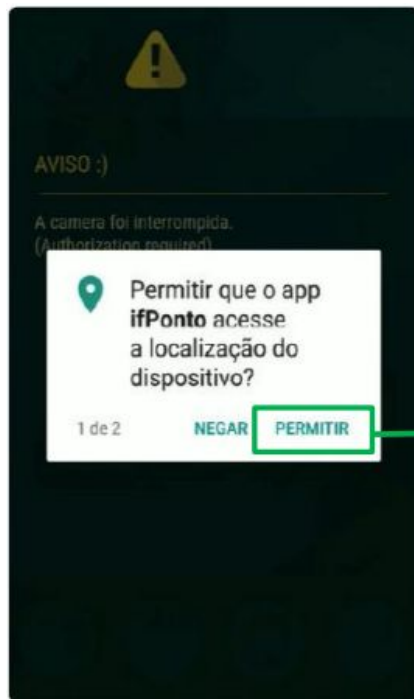 AVISO :)
A camera foi interrompida.
(Authorization required)
Permitir que o app
ifPonto acesse
a localização do
dispositivo?
1 de 2 NEGAR PERMITIR